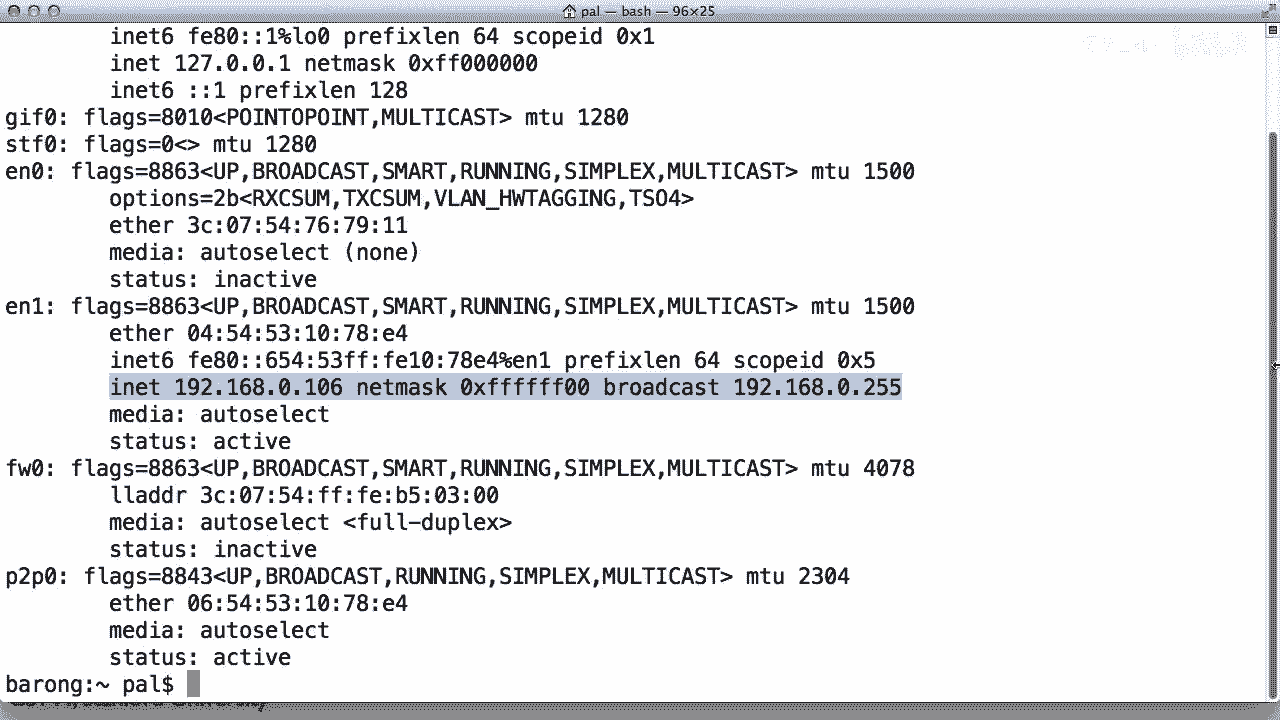 pal — bash — 96×25
inet6 fe80::1%lo0 prefixlen 64 scopeid 0x1
inet 127.0.0.1 netmask 0xff000000
inet6 ::1 prefixlen 128
gif0: flags=8010<POINTOPOINT,MULTICAST> mtu 1280
stf0: flags=0<> mtu 1280
en0: flags=8863<UP,BROADCAST,SMART,RUNNING,SIMPLEX,MULTICAST> mtu 1500
options=2b<RXCSUM,TXCSUM,VLAN_HWTAGGING,TSO4>
ether 3c:07:54:76:79:11
media: autoselect (none)
status: inactive
en1: flags=8863<UP,BROADCAST,SMART,RUNNING,SIMPLEX,MULTICAST> mtu 1500
ether 04:54:53:10:78:e4
inet6 fe80::654:53ff:fe10:78e4%en1 prefixlen 64 scopeid 0x5
inet 192.168.0.106 netmask 0xffffff00 broadcast 192.168.0.255
media: autoselect
status: active
fw0: flags=8863<UP,BROADCAST,SMART,RUNNING,SIMPLEX,MULTICAST> mtu 4078
lladdr 3c:07:54:ff:fe:b5:03:00
media: autoselect <full-duplex>
status: inactive
p2p0: flags=8843<UP,BROADCAST,RUNNING,SIMPLEX,MULTICAST> mtu 2304
ether 06:54:53:10:78:e4
media: autoselect
status: active
barong:~ pal$